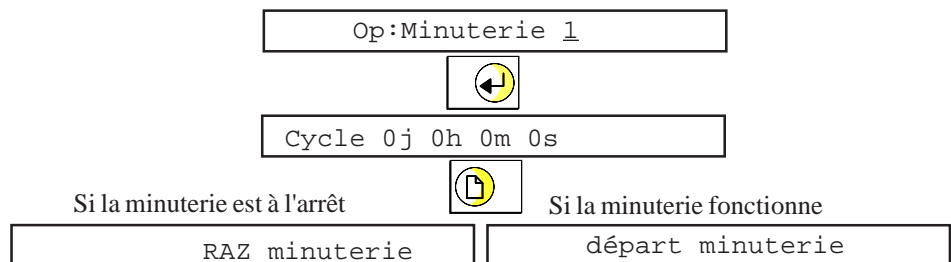 Op:Minuterie 1
Cycle 0j 0h 0m 0s
Si la minuterie est à l'arrêt
Si la minuterie fonctionne
RAZ minuterie
départ minuterie